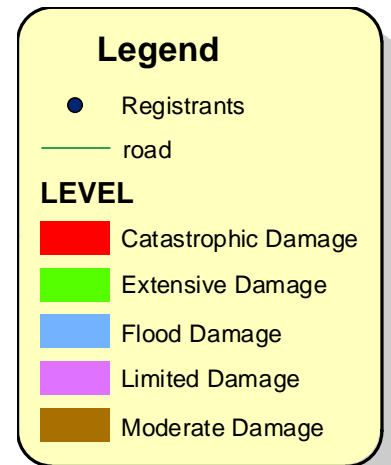 Legend
Registrants
road
LEVEL
Catastrophic Damage
Extensive Damage
Flood Damage
Limited Damage
Moderate Damage